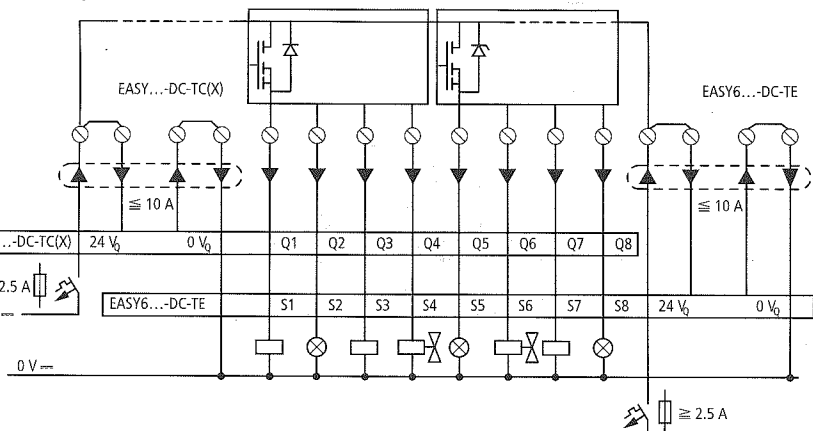 EASY...-DC-TC(X)
EASY6...-DC-TE
≦ 10 A
≦ 10 A
...-DC-TC(X) 24 VQ 0 VQ Q1 Q2 Q3 Q4 Q5 Q6 Q7 Q8
2.5 A
EASY6...-DC-TE S1 S2 S3 S4 S5 S6 S7 S8 24 VQ 0 VQ
0 V
≧ 2.5 A